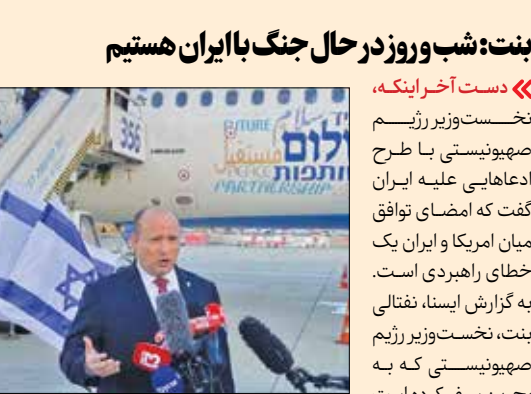 بنت: شب و روز در حال جنگ با ایران هستیم
دست آخر اینکه،
نخست‌وزیر رژیم
صهیونیستی با طرح
ادعاهایی علیه ایران
گفت که امضای توافق
میان امریکا و ایران یک
خطای راهبردی است.
به گزارش ایسنا، نفتالی
بنت، نخست‌وزیر رژیم
صهیونیستی که به
366
שלום
PARTNERSHIP